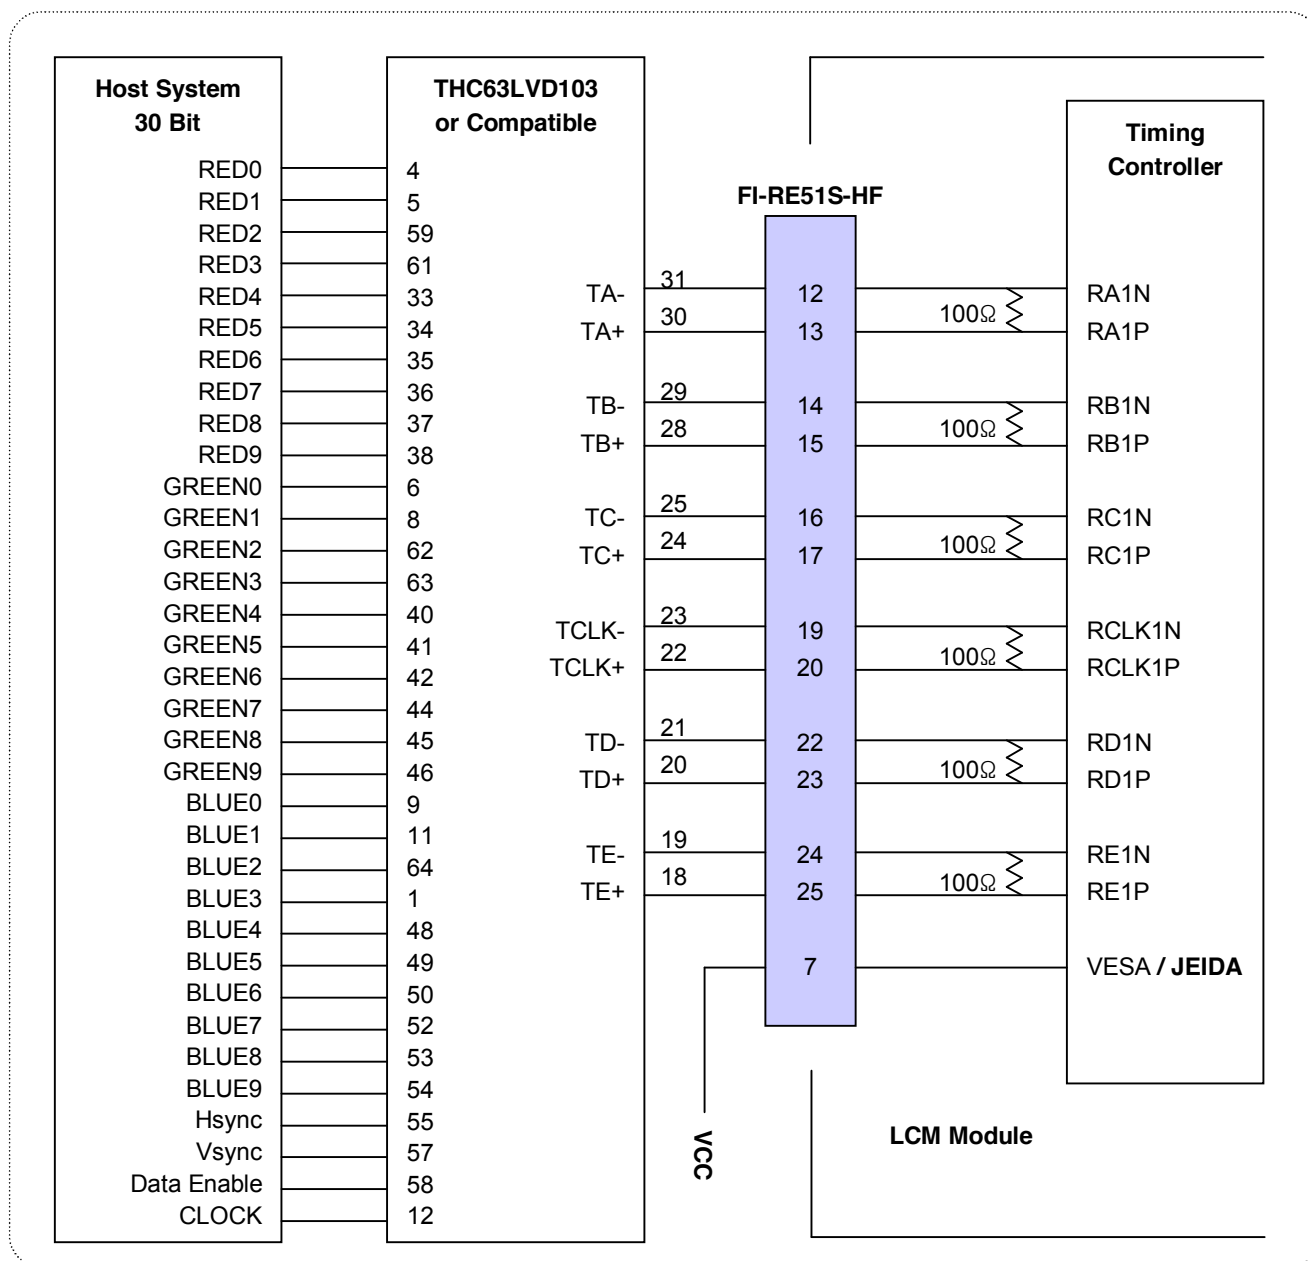 Host System
30 Bit
RED0
RED1
RED2
RED3
RED4
RED5
RED6
RED7
RED8
RED9
GREEN0
GREEN1
GREEN2
GREEN3
GREEN4
GREEN5
GREEN6
GREEN7
GREEN8
GREEN9
BLUE0
BLUE1
BLUE2
BLUE3
BLUE4
BLUE5
BLUE6
BLUE7
BLUE8
BLUE9
Hsync
Vsync
Data Enable
CLOCK
THC63LVD103
or Compatible
4
5
59
61
33
34
35
36
37
38
6
8
62
63
40
41
42
44
45
46
9
11
64
1
48
49
50
52
53
54
55
57
58
12
TA-
TA+
TB-
TB+
TC-
TC+
TCLK-
TCLK+
TD-
TD+
TE-
TE+
31
30
29
28
25
24
23
22
21
20
19
18
FI-RE51S-HF
12
13
14
15
16
17
19
20
22
23
24
25
7
VCC
100Ω
100Ω
100Ω
100Ω
100Ω
100Ω
Timing
Controller
RA1N
RA1P
RB1N
RB1P
RC1N
RC1P
RCLK1N
RCLK1P
RD1N
RD1P
RE1N
RE1P
VESA / JEIDA
LCM Module